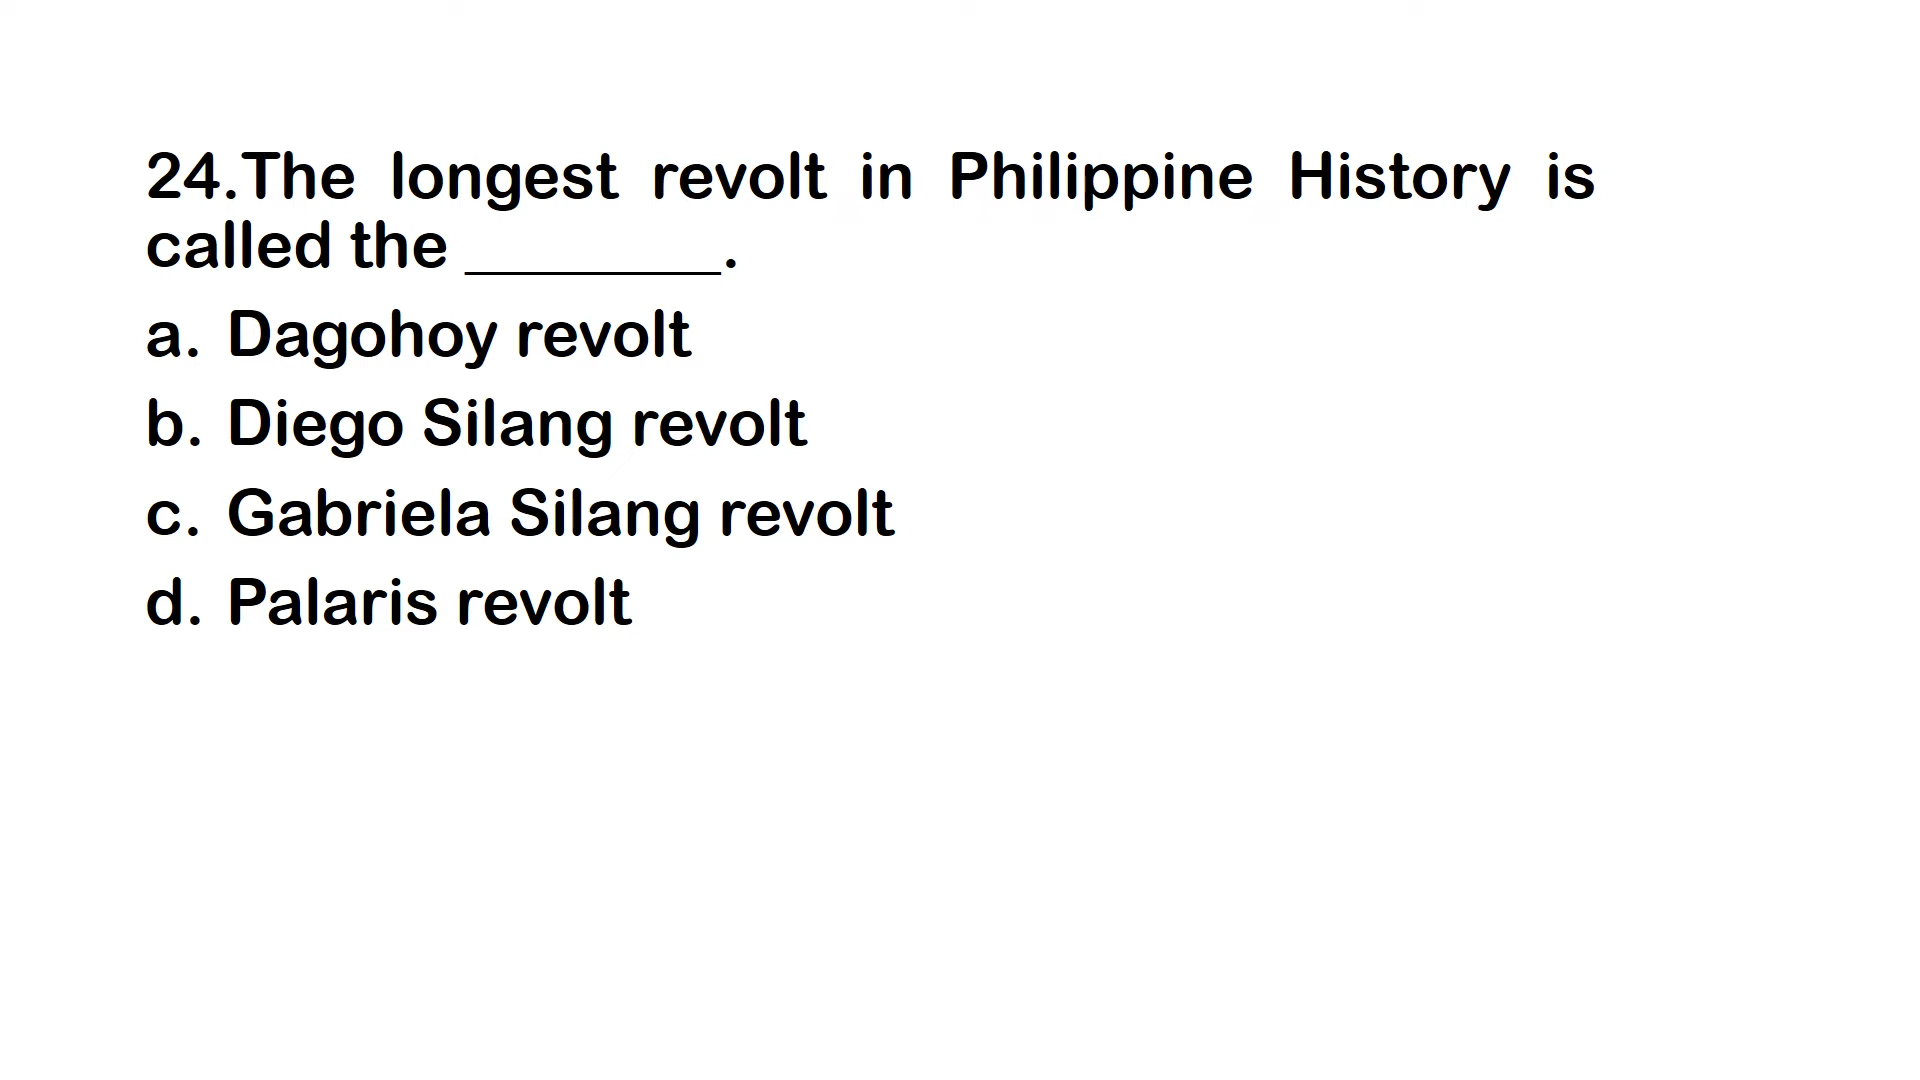 24.The longest revolt in Philippine History is
called the ________.
a. Dagohoy revolt
b. Diego Silang revolt
c. Gabriela Silang revolt
d. Palaris revolt